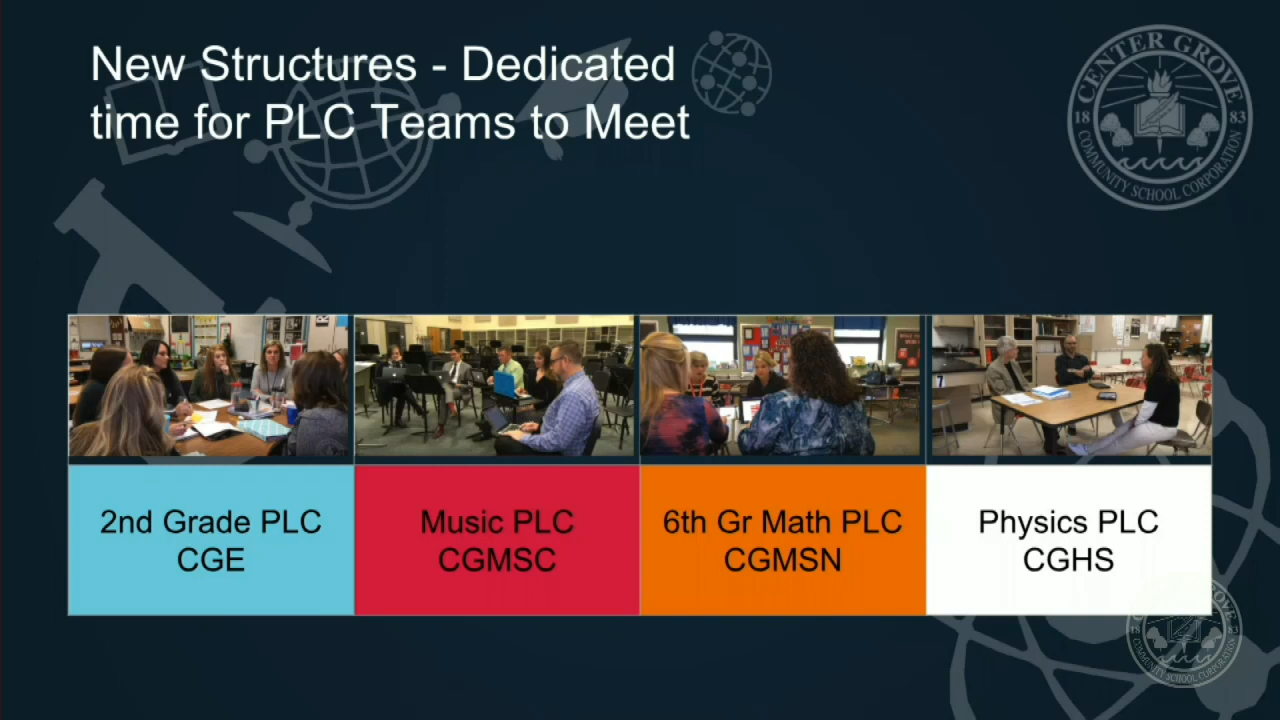 New Structures - Dedicated
time for PLC Teams to Meet
CENTER GROVE
18 83
COMMUNITY SCHOOL CORPORATION
2nd Grade PLC
CGE
Music PLC
CGMSC
6th Gr Math PLC
CGMSN
Physics PLC
CGHS